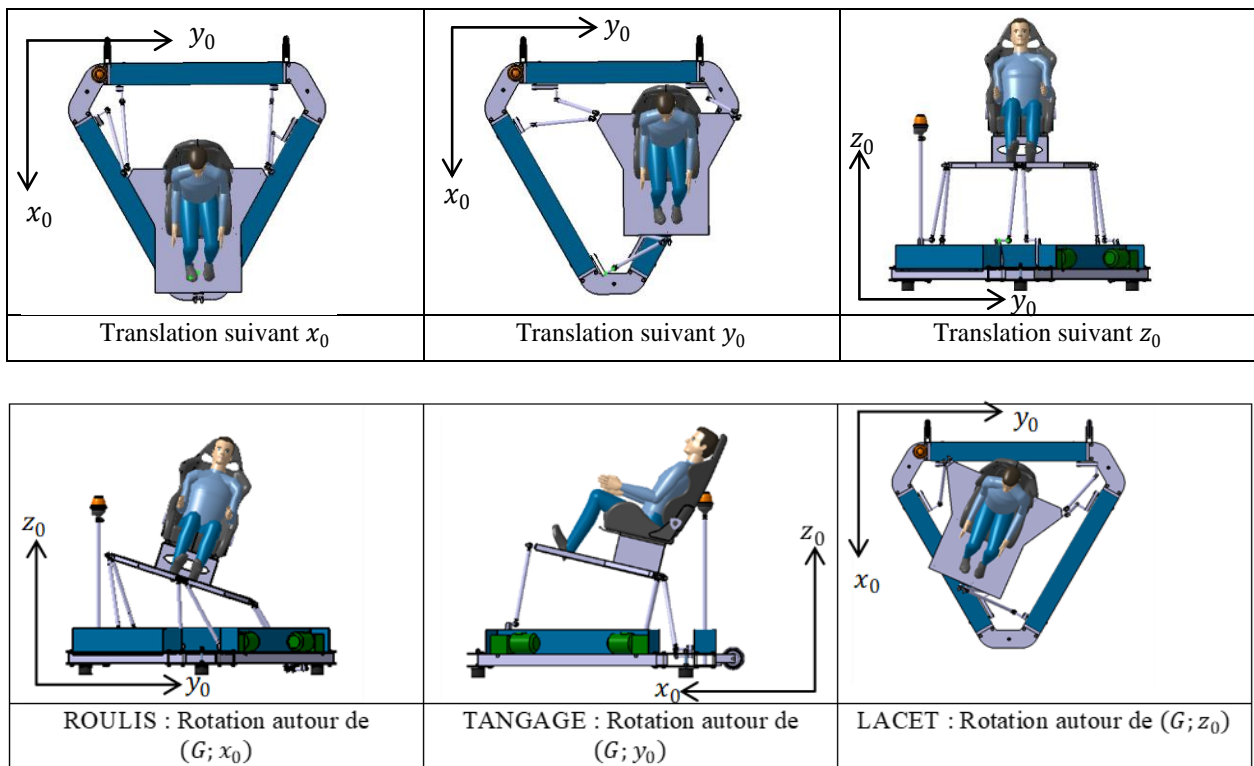 y₀
x₀
y₀
x₀
z₀
y₀
Translation suivant x₀
Translation suivant y₀
Translation suivant z₀
z₀
y₀
z₀
x₀
y₀
x₀
ROULIS : Rotation autour de
(G; x₀)
TANGAGE : Rotation autour de
(G; y₀)
LACET : Rotation autour de (G; z₀)